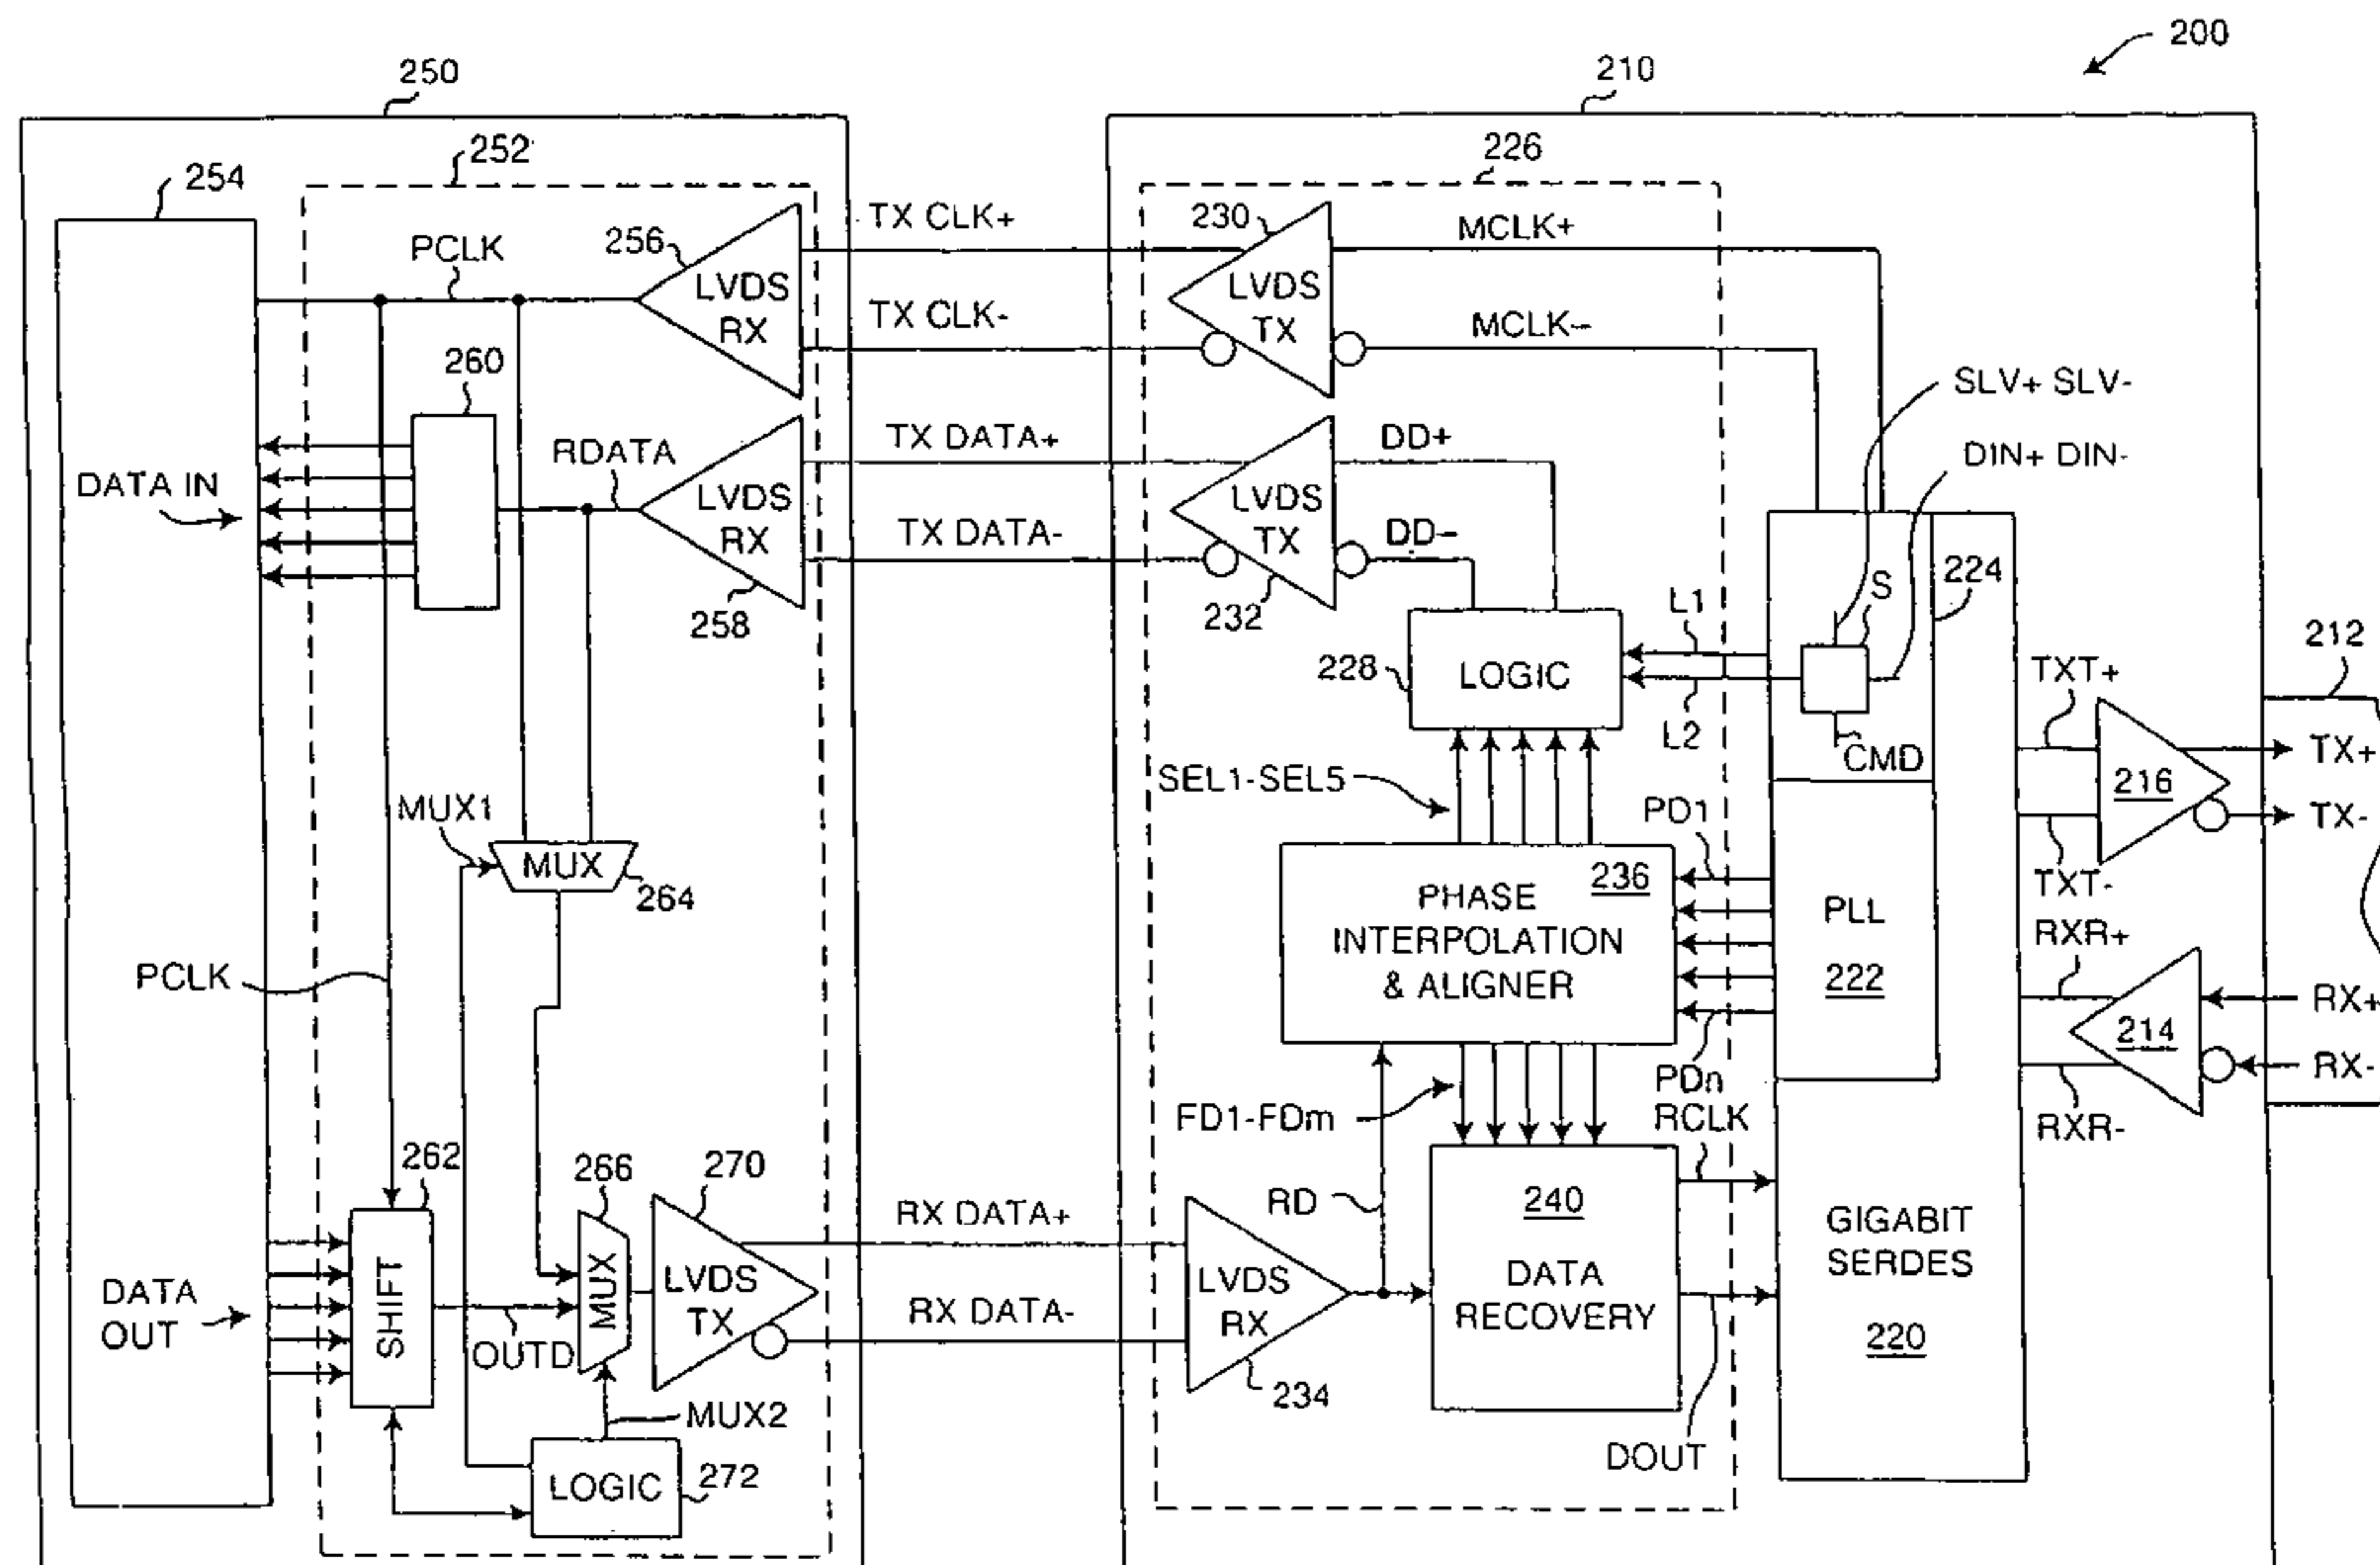 200
250
210
252
226
254
230
TX CLK+
MCLK+
PCLK
256
LVDS
RX
LVDS
TX
TX CLK-
MCLK-
SLV+ SLV-
260
DIN+ DIN-
TX DATA+
DD+
RDATA
DATA IN
LVDS
RX
LVDS
TX
TX DATA-
DD-
224
S
258
232
L1
212
228
LOGIC
TXT+
L2
CMD
TX+
SEL1-SEL5
216
MUX1
PD1
TX-
MUX
264
236
TXT-
PHASE
INTERPOLATION
& ALIGNER
PLL
222
RXR+
PCLK
RX+
214
PDn
RX-
FD1-FDm
RCLK
RXR-
262
266
270
RD
240
RX DATA+
GIGABIT
SERDES
SHIFT
MUX
LVDS
TX
LVDS
RX
DATA
RECOVERY
DATA
OUT
RX DATA-
OUTD
220
234
MUX2
DOUT
LOGIC
272